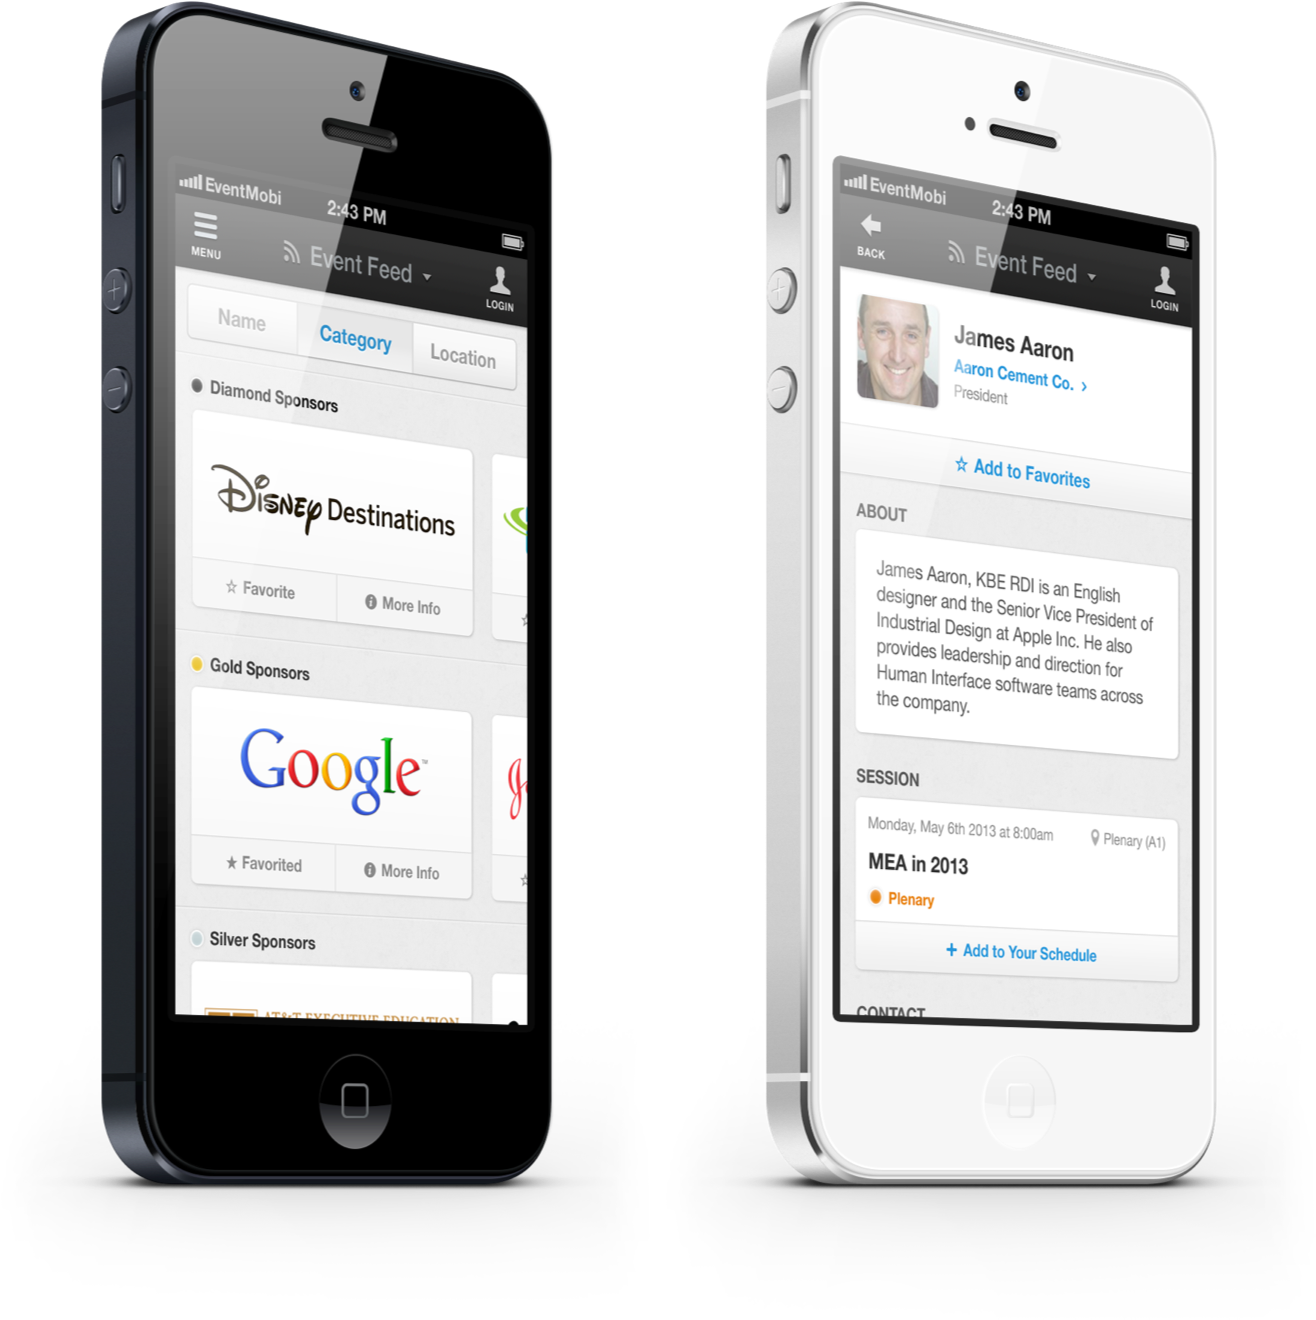 EventMobi
2:43 PM
MENU
Event Feed
LOGIN
Name
Category
Location
Diamond Sponsors
Disney Destinations
Favorite
More Info
Gold Sponsors
Google™
Favorited
More Info
Silver Sponsors
AT&T EXECUTIVE EDUCATION
EventMobi
2:43 PM
BACK
Event Feed
LOGIN
James Aaron
Aaron Cement Co. ›
President
Add to Favorites
ABOUT
James Aaron, KBE RDI is an English
designer and the Senior Vice President of
Industrial Design at Apple Inc. He also
provides leadership and direction for
Human Interface software teams across
the company.
SESSION
Monday, May 6th 2013 at 8:00am
Plenary (A1)
MEA in 2013
Plenary
+ Add to Your Schedule
CONTACT